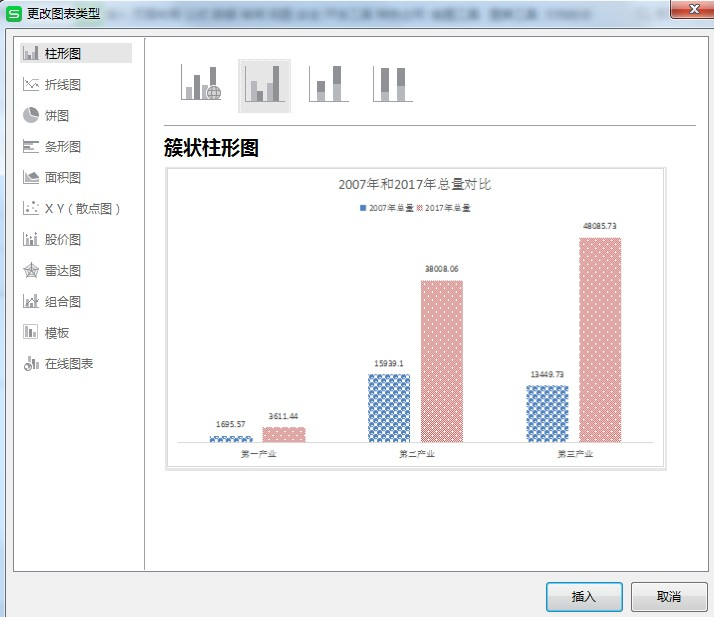 更改图表类型
柱形图
折线图
饼图
条形图
面积图
X Y ( 散点图 )
股价图
雷达图
组合图
模板
在线图表
簇状柱形图
2007年和2017年总量对比
2007年总量 2017年总量
48085.73
38008.06
15939.1
13449.73
3611.44
1695.57
第一产业 第二产业 第三产业
插入 取消